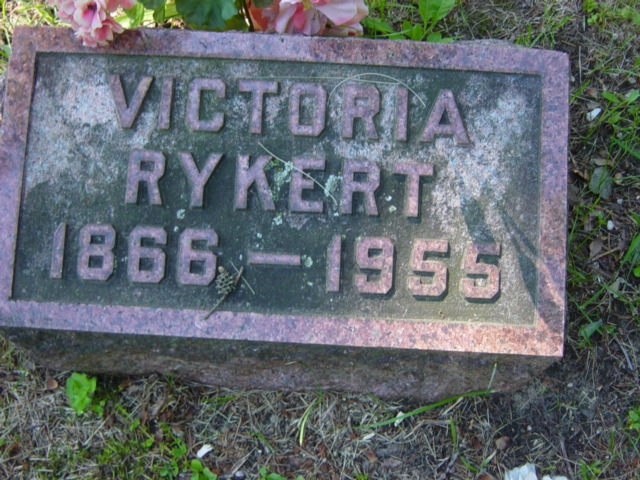 VICTORIA
RYKERT
1866 — 1955